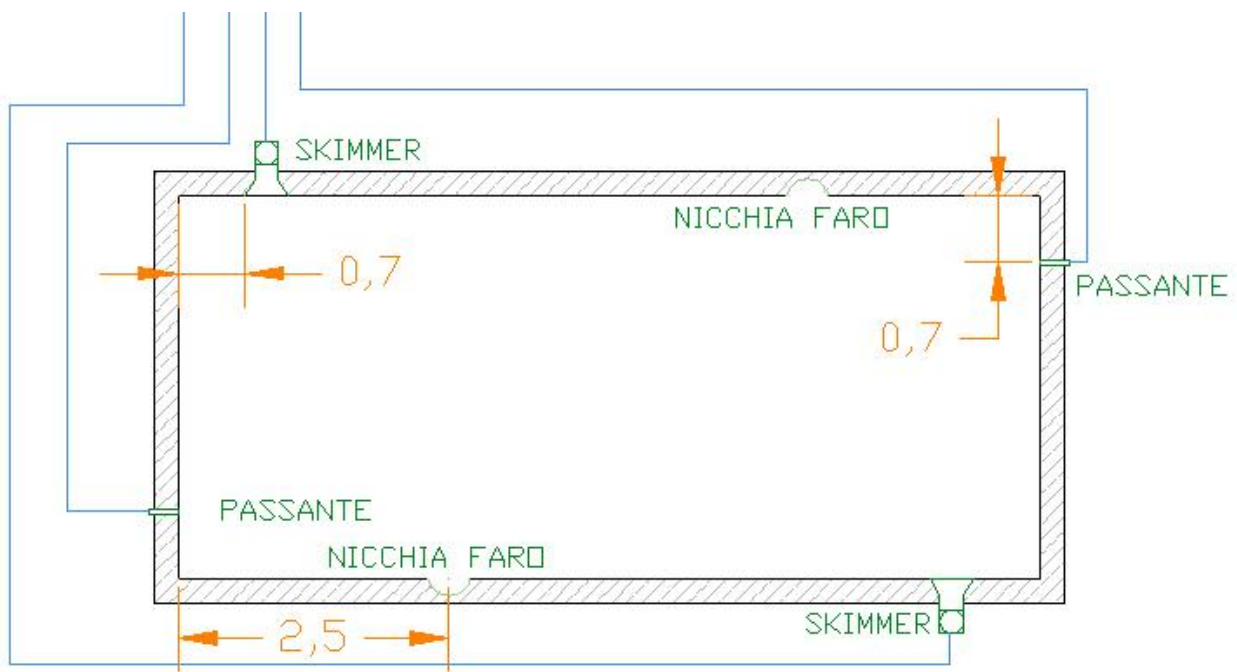 SKIMMER
NICCHIA FARO
0,7
PASSANTE
0,7
PASSANTE
NICCHIA FARO
SKIMMER
2,5